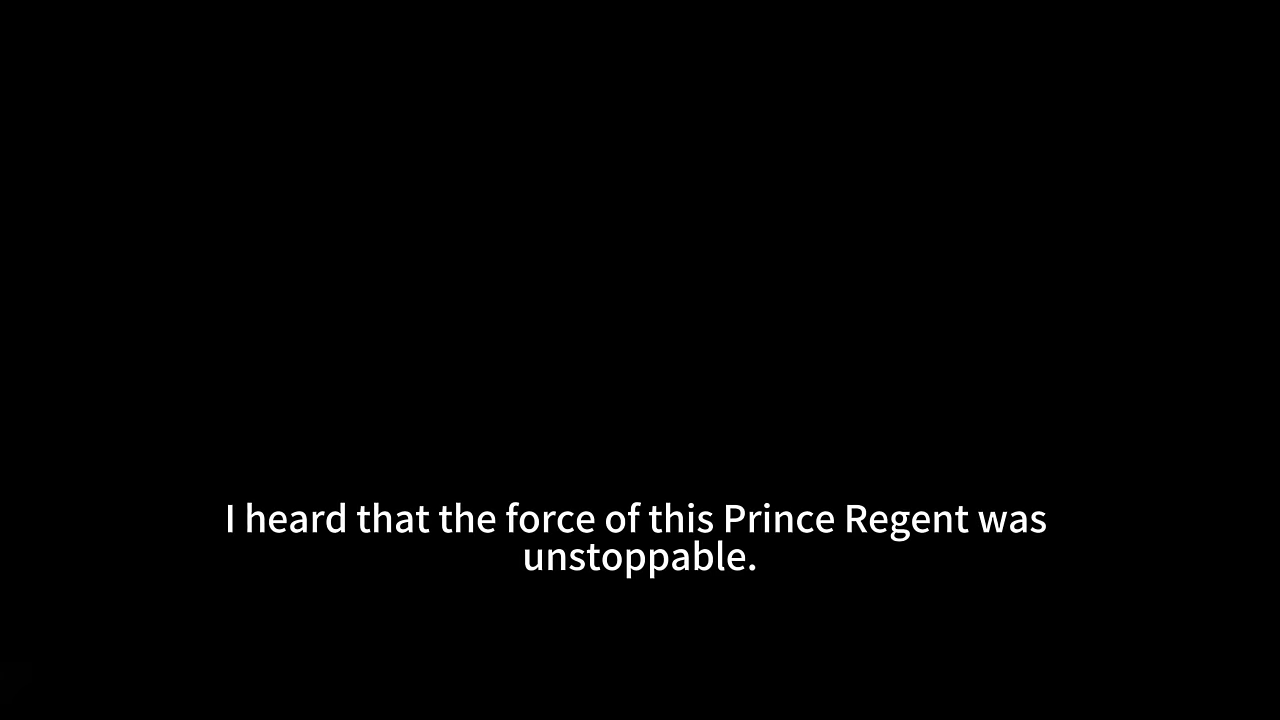 I heard that the force of this Prince Regent was
unstoppable.